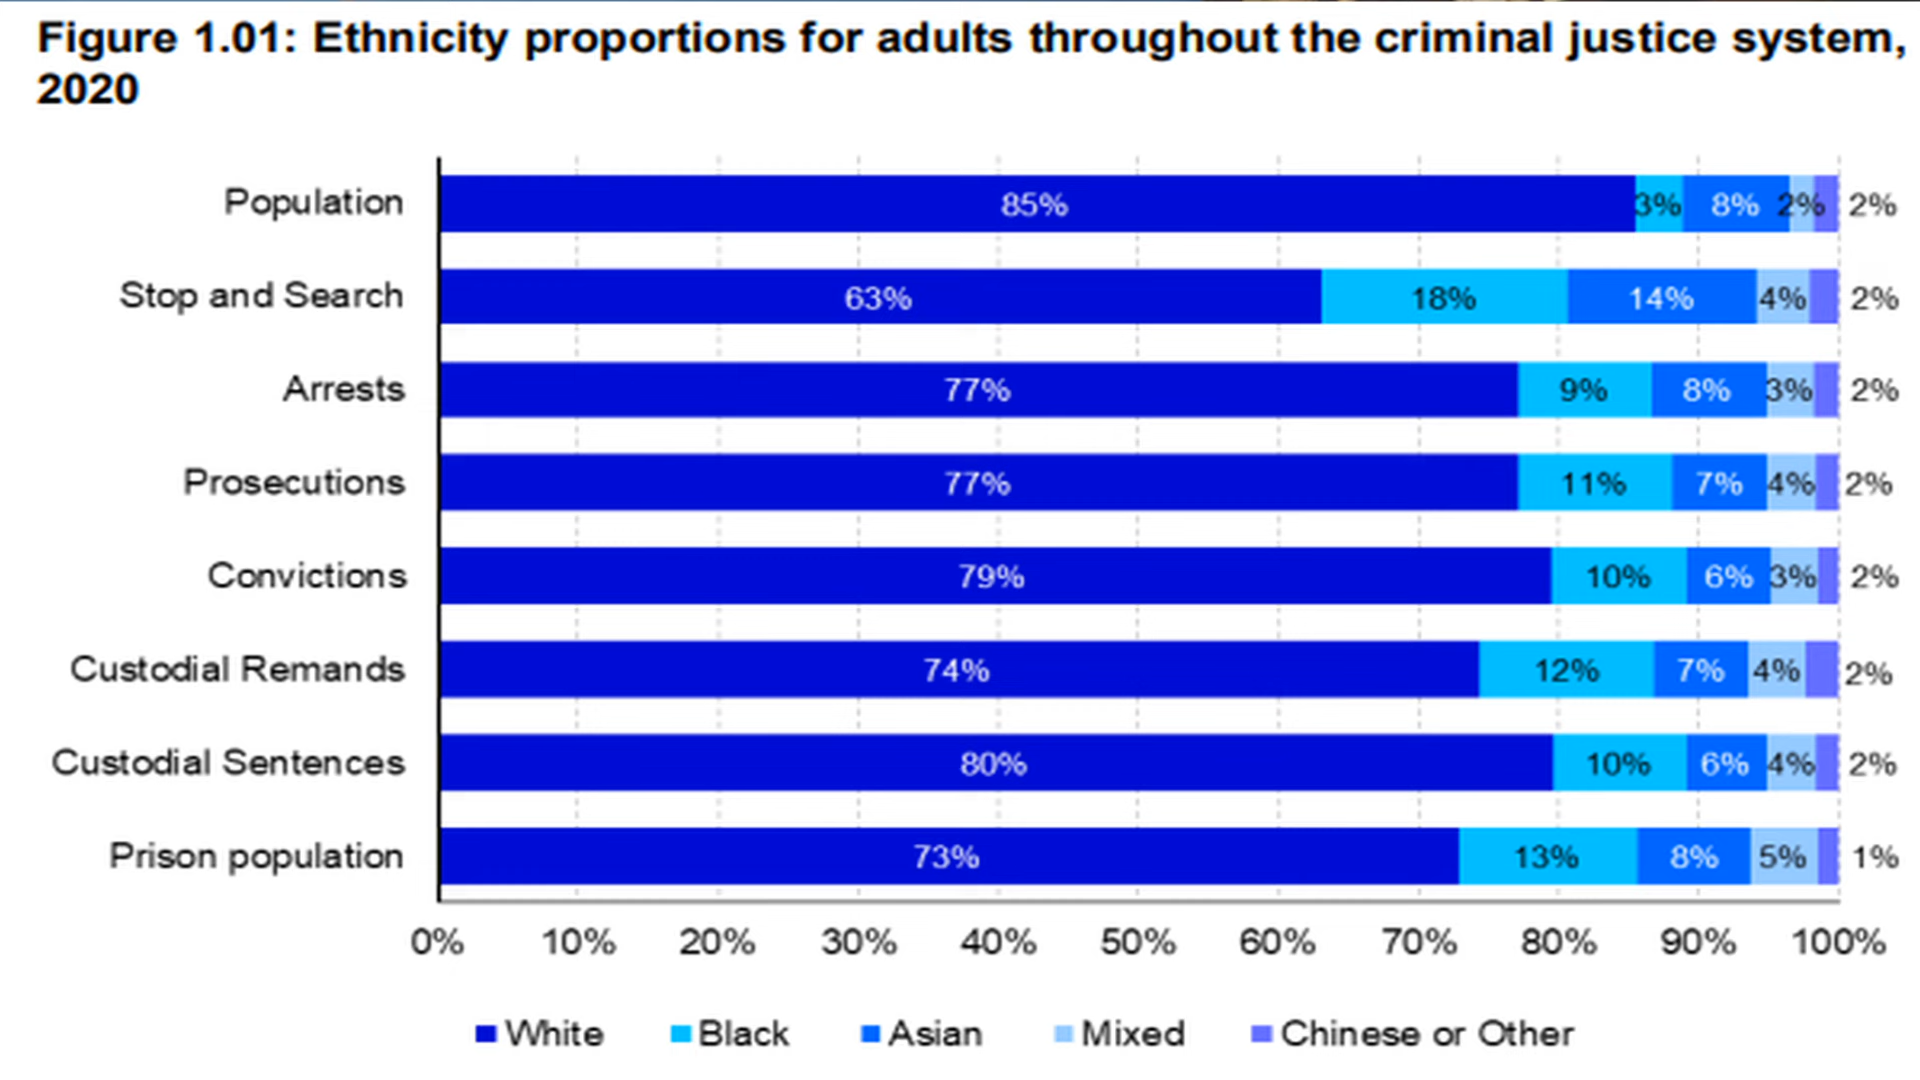 Figure 1.01: Ethnicity proportions for adults throughout the criminal justice system,
2020
Population 85% 3% 8% 2% 2%
Stop and Search 63% 18% 14% 4% 2%
Arrests 77% 9% 8% 3% 2%
Prosecutions 77% 11% 7% 4% 2%
Convictions 79% 10% 6% 3% 2%
Custodial Remands 74% 12% 7% 4% 2%
Custodial Sentences 80% 10% 6% 4% 2%
Prison population 73% 13% 8% 5% 1%
0% 10% 20% 30% 40% 50% 60% 70% 80% 90% 100%
White Black Asian Mixed Chinese or Other